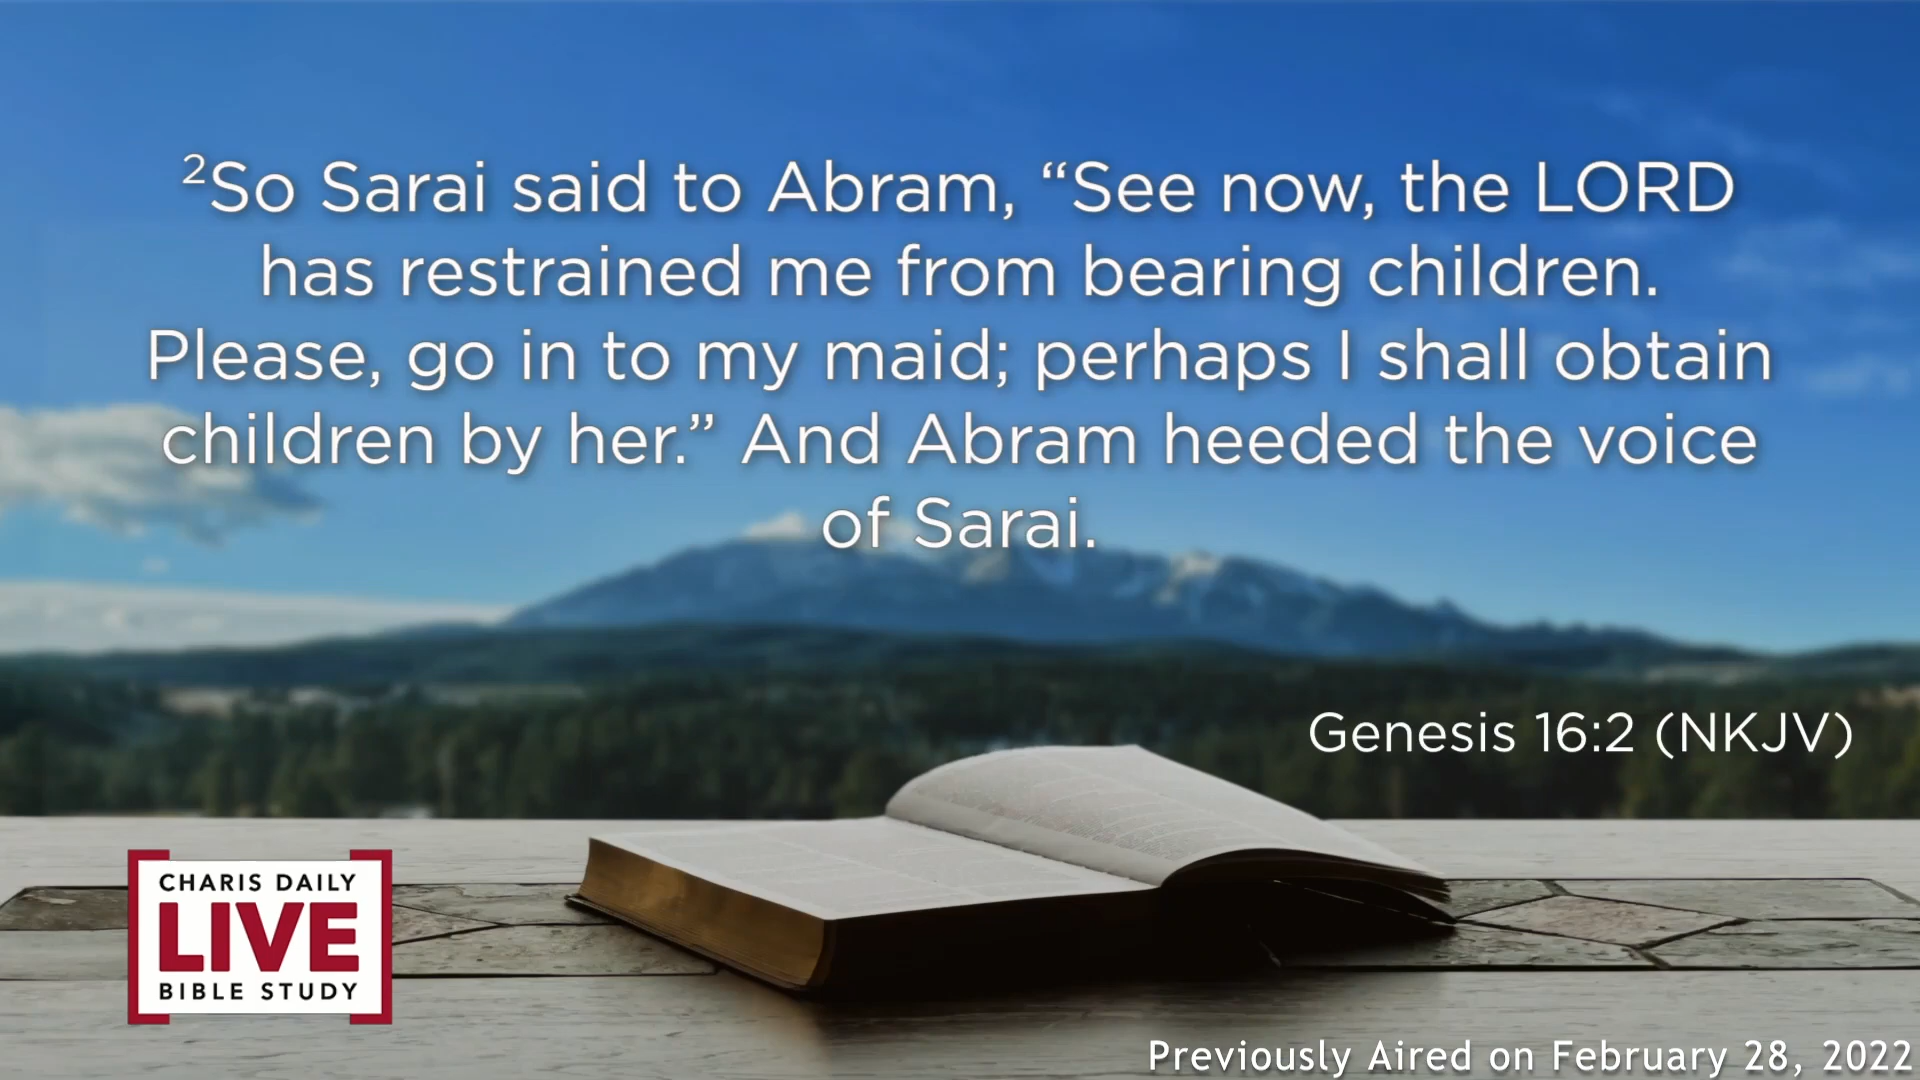 ²So Sarai said to Abram, “See now, the LORD
has restrained me from bearing children.
Please, go in to my maid; perhaps I shall obtain
children by her.” And Abram heeded the voice
of Sarai.
Genesis 16:2 (NKJV)
CHARIS DAILY
LIVE
BIBLE STUDY
Previously Aired on February 28, 2022